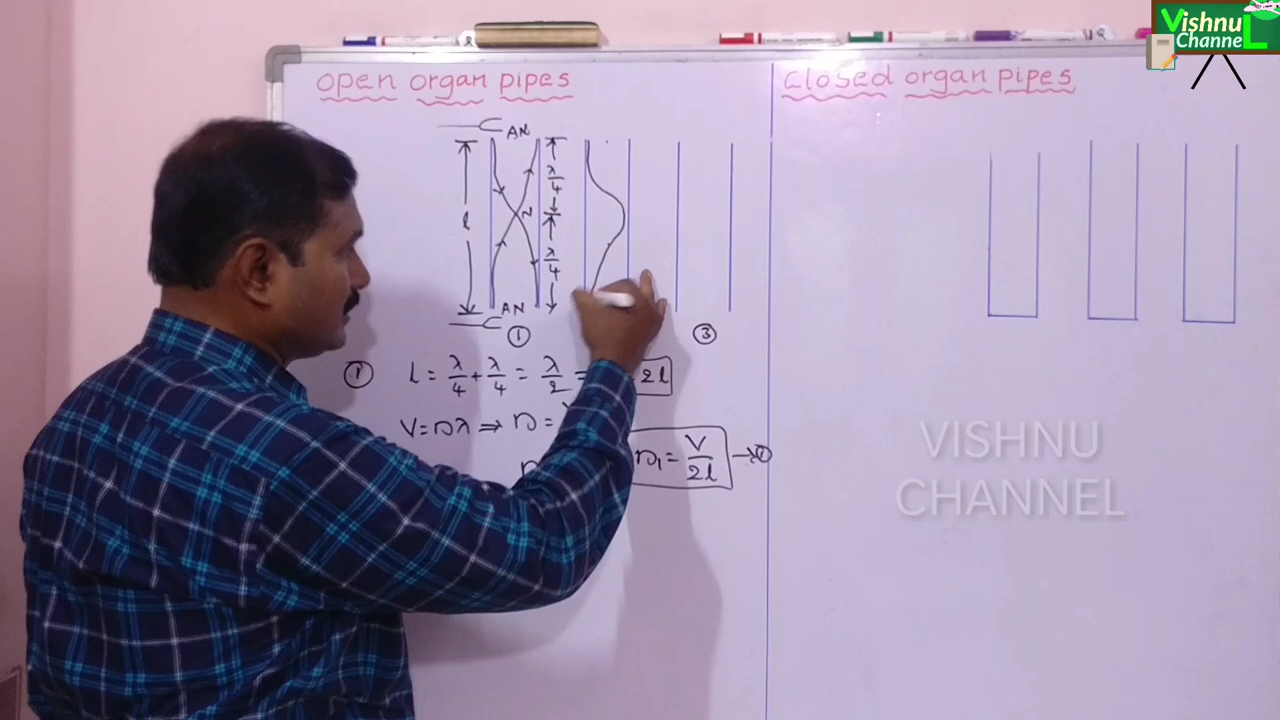 Vishnu
Channel
open organ pipes
closed organ pipes
AN
l
λ/4
N
λ/4
AN
①
③
① l = λ/4 + λ/4 = λ/2 = 2l
V = nλ ⇒ n =
n₁ = V/2l →①
VISHNU
CHANNEL